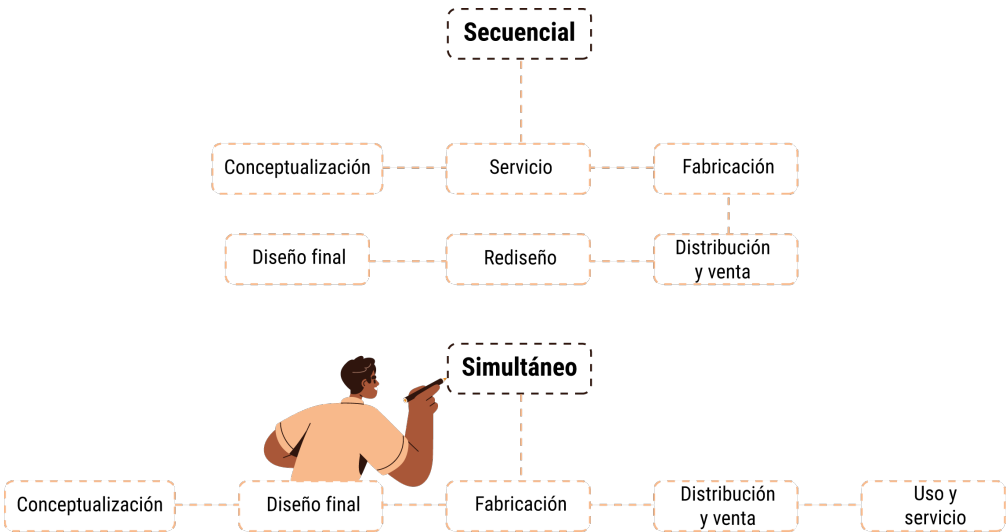 Secuencial
Conceptualización
Servicio
Fabricación
Diseño final
Rediseño
Distribución
y venta
Simultáneo
Conceptualización
Diseño final
Fabricación
Distribución
y venta
Uso y
servicio